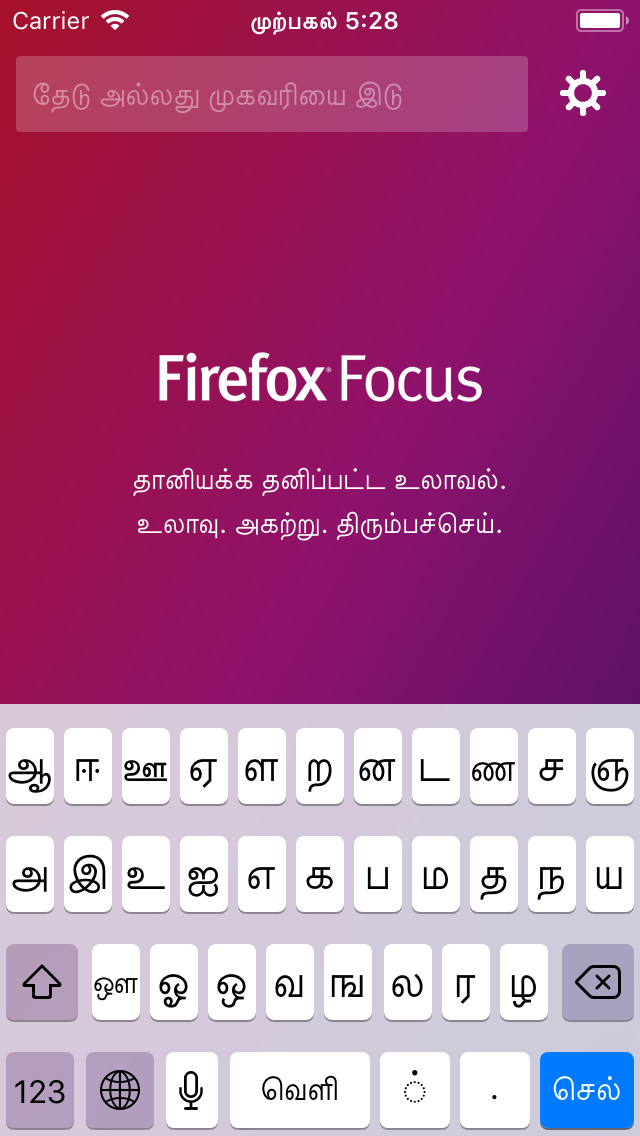 Carrier முற்பகல் 5:28
தேடு அல்லது முகவரியை இடு
Firefox® Focus
தானியக்க தனிப்பட்ட உலாவல்.
உலாவு. அகற்று. திரும்பச்செய்.
ஆ ஈ ஊ ஏ ள ற ன ட ண ச ஞ
அ இ உ ஐ எ க ப ம த ந ய
ஔ ஓ ஒ வ ங ல ர ழ
123 வெளி ் . செல்